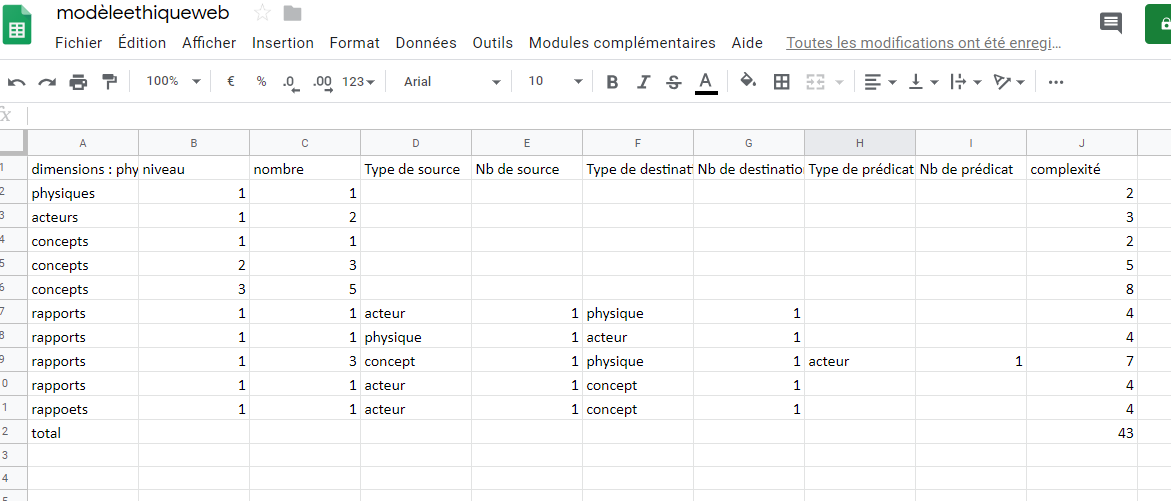 modèleethiqueweb
Fichier Édition Afficher Insertion Format Données Outils Modules complémentaires Aide Toutes les modifications ont été enregi...
100% € % .0 .00 123 Arial 10 B I S A
A B C D E F G H I J
1 dimensions : phy niveau nombre Type de source Nb de source Type de destinat Nb de destinatio Type de prédicat Nb de prédicat complexité
2 physiques 1 1 2
3 acteurs 1 2 3
4 concepts 1 1 2
5 concepts 2 3 5
6 concepts 3 5 8
7 rapports 1 1 acteur 1 physique 1 4
8 rapports 1 1 physique 1 acteur 1 4
9 rapports 1 3 concept 1 physique 1 acteur 1 7
0 rapports 1 1 acteur 1 concept 1 4
1 rappoets 1 1 acteur 1 concept 1 4
2 total 43
3
4
5